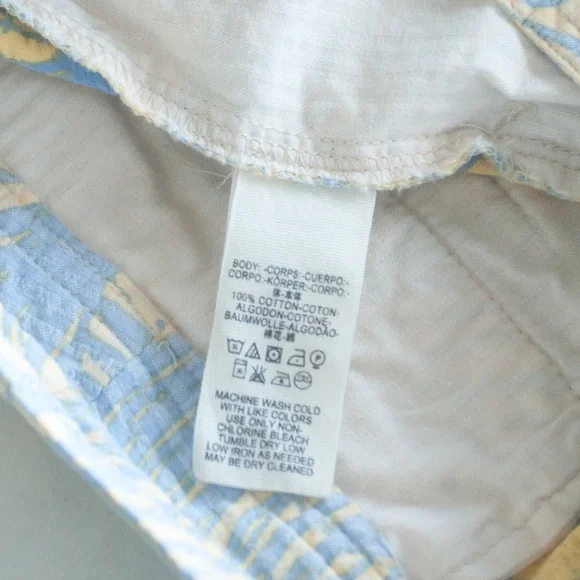 BODY: -CORPS-CUERPO-
CORPO.-KÖRPER-CORPO.-
体-本体
100% COTTON-COTON-
ALGODON-COTONE-
BAUMWOLLE-ALGODÃO-
棉花-綿
MACHINE WASH COLD
WITH LIKE COLORS
USE ONLY NON-
CHLORINE BLEACH
TUMBLE DRY LOW
LOW IRON AS NEEDED
MAY BE DRY CLEANED